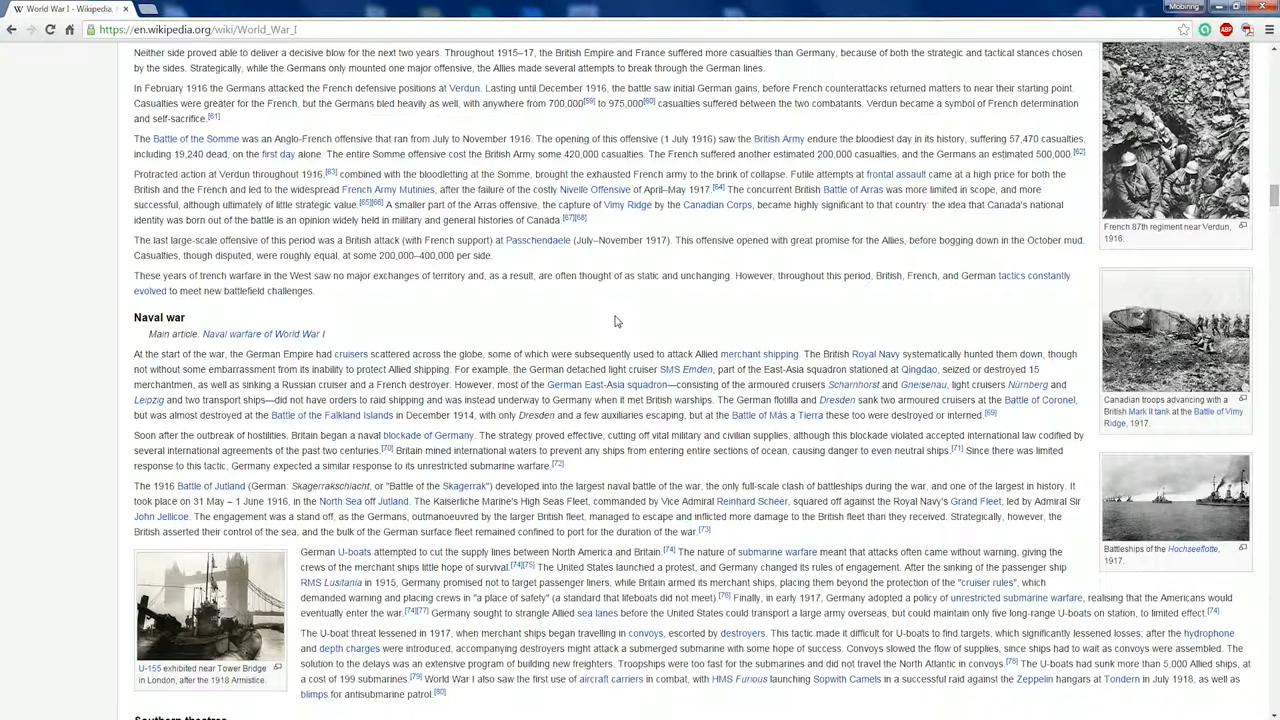 World War I - Wikipedia,
Mobiring
https://en.wikipedia.org/wiki/World_War_I
ABP
Neither side proved able to deliver a decisive blow for the next two years. Throughout 1915–17, the British Empire and France suffered more casualties than Germany, because of both the strategic and tactical stances chosen
by the sides. Strategically, while the Germans only mounted one major offensive, the Allies made several attempts to break through the German lines.
In February 1916 the Germans attacked the French defensive positions at Verdun. Lasting until December 1916, the battle saw initial German gains, before French counterattacks returned matters to near their starting point.
Casualties were greater for the French, but the Germans bled heavily as well, with anywhere from 700,000[59] to 975,000[60] casualties suffered between the two combatants. Verdun became a symbol of French determination
and self-sacrifice.[61]
The Battle of the Somme was an Anglo-French offensive that ran from July to November 1916. The opening of this offensive (1 July 1916) saw the British Army endure the bloodiest day in its history, suffering 57,470 casualties,
including 19,240 dead, on the first day alone. The entire Somme offensive cost the British Army some 420,000 casualties. The French suffered another estimated 200,000 casualties, and the Germans an estimated 500,000.[62]
Protracted action at Verdun throughout 1916,[63] combined with the bloodletting at the Somme, brought the exhausted French army to the brink of collapse. Futile attempts at frontal assault came at a high price for both the
British and the French and led to the widespread French Army Mutinies, after the failure of the costly Nivelle Offensive of April–May 1917.[64] The concurrent British Battle of Arras was more limited in scope, and more
successful, although ultimately of little strategic value.[65][66] A smaller part of the Arras offensive, the capture of Vimy Ridge by the Canadian Corps, became highly significant to that country: the idea that Canada's national
identity was born out of the battle is an opinion widely held in military and general histories of Canada.[67][68]
The last large-scale offensive of this period was a British attack (with French support) at Passchendaele (July–November 1917). This offensive opened with great promise for the Allies, before bogging down in the October mud.
Casualties, though disputed, were roughly equal, at some 200,000–400,000 per side.
These years of trench warfare in the West saw no major exchanges of territory and, as a result, are often thought of as static and unchanging. However, throughout this period, British, French, and German tactics constantly
evolved to meet new battlefield challenges.
French 87th regiment near Verdun,
1916.
Canadian troops advancing with a
British Mark II tank at the Battle of Vimy
Ridge, 1917.
Battleships of the Hochseeflotte,
1917.
Naval war
Main article: Naval warfare of World War I
At the start of the war, the German Empire had cruisers scattered across the globe, some of which were subsequently used to attack Allied merchant shipping. The British Royal Navy systematically hunted them down, though
not without some embarrassment from its inability to protect Allied shipping. For example, the German detached light cruiser SMS Emden, part of the East-Asia squadron stationed at Qingdao, seized or destroyed 15
merchantmen, as well as sinking a Russian cruiser and a French destroyer. However, most of the German East-Asia squadron—consisting of the armoured cruisers Scharnhorst and Gneisenau, light cruisers Nürnberg and
Leipzig and two transport ships—did not have orders to raid shipping and was instead underway to Germany when it met British warships. The German flotilla and Dresden sank two armoured cruisers at the Battle of Coronel,
but was almost destroyed at the Battle of the Falkland Islands in December 1914, with only Dresden and a few auxiliaries escaping, but at the Battle of Más a Tierra these too were destroyed or interned.[69]
Soon after the outbreak of hostilities, Britain began a naval blockade of Germany. The strategy proved effective, cutting off vital military and civilian supplies, although this blockade violated accepted international law codified by
several international agreements of the past two centuries.[70] Britain mined international waters to prevent any ships from entering entire sections of ocean, causing danger to even neutral ships.[71] Since there was limited
response to this tactic, Germany expected a similar response to its unrestricted submarine warfare.[72]
The 1916 Battle of Jutland (German: Skagerrakschlacht, or "Battle of the Skagerrak") developed into the largest naval battle of the war, the only full-scale clash of battleships during the war, and one of the largest in history. It
took place on 31 May – 1 June 1916, in the North Sea off Jutland. The Kaiserliche Marine's High Seas Fleet, commanded by Vice Admiral Reinhard Scheer, squared off against the Royal Navy's Grand Fleet, led by Admiral Sir
John Jellicoe. The engagement was a stand off, as the Germans, outmanoeuvred by the larger British fleet, managed to escape and inflicted more damage to the British fleet than they received. Strategically, however, the
British asserted their control of the sea, and the bulk of the German surface fleet remained confined to port for the duration of the war.[73]
German U-boats attempted to cut the supply lines between North America and Britain.[74] The nature of submarine warfare meant that attacks often came without warning, giving the
crews of the merchant ships little hope of survival.[74][75] The United States launched a protest, and Germany changed its rules of engagement. After the sinking of the passenger ship
RMS Lusitania in 1915, Germany promised not to target passenger liners, while Britain armed its merchant ships, placing them beyond the protection of the "cruiser rules", which
demanded warning and placing crews in "a place of safety" (a standard that lifeboats did not meet).[76] Finally, in early 1917, Germany adopted a policy of unrestricted submarine warfare, realising that the Americans would
eventually enter the war.[74][77] Germany sought to strangle Allied sea lanes before the United States could transport a large army overseas, but could maintain only five long-range U-boats on station, to limited effect.[74]
The U-boat threat lessened in 1917, when merchant ships began travelling in convoys, escorted by destroyers. This tactic made it difficult for U-boats to find targets, which significantly lessened losses; after the hydrophone
and depth charges were introduced, accompanying destroyers might attack a submerged submarine with some hope of success. Convoys slowed the flow of supplies, since ships had to wait as convoys were assembled. The
solution to the delays was an extensive program of building new freighters. Troopships were too fast for the submarines and did not travel the North Atlantic in convoys.[78] The U-boats had sunk more than 5,000 Allied ships, at
a cost of 199 submarines.[79] World War I also saw the first use of aircraft carriers in combat, with HMS Furious launching Sopwith Camels in a successful raid against the Zeppelin hangars at Tondern in July 1918, as well as
blimps for antisubmarine patrol.[80]
U-155 exhibited near Tower Bridge
in London, after the 1918 Armistice.
Southern theatres